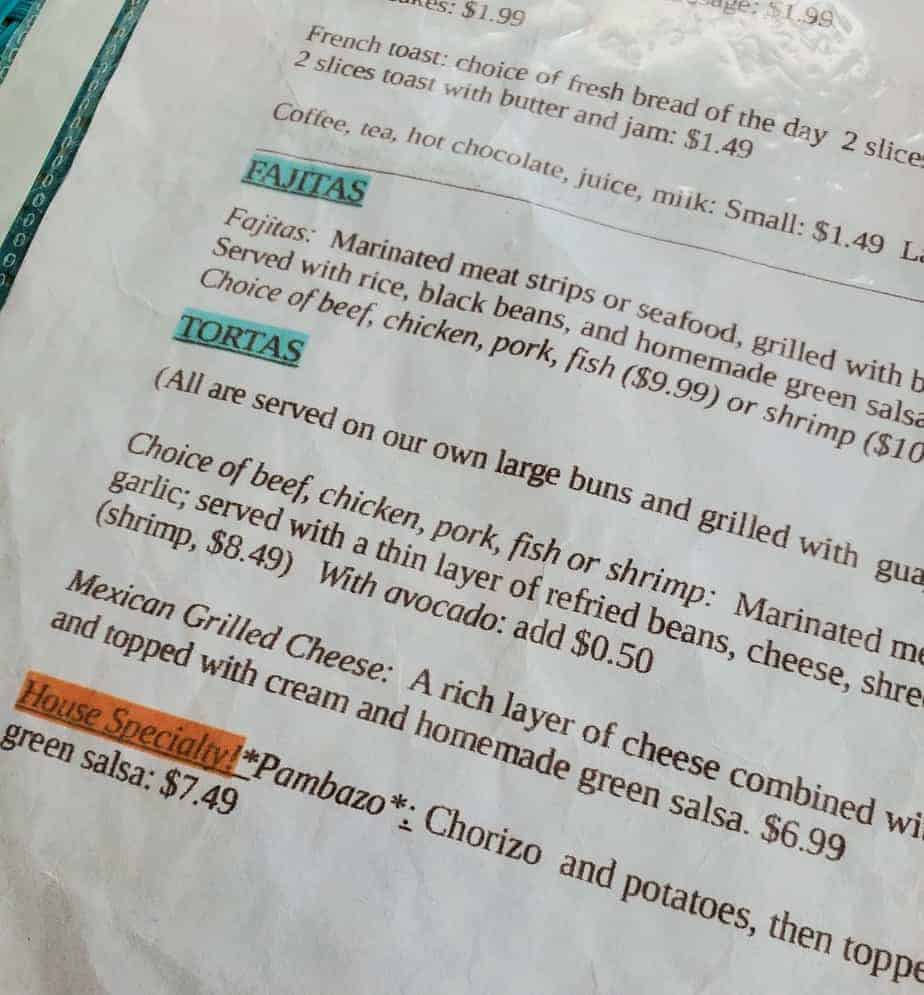 $1.99
$1.99
French toast: choice of fresh bread of the day 2
2 slices toast with butter and jam: $1.49
Coffee, tea, hot chocolate, juice, milk: Small: $1.49
FAJITAS
Fajitas: Marinated meat strips or seafood, grilled with
Served with rice, black beans, and homemade green salsa
Choice of beef, chicken, pork, fish ($9.99) or shrimp ($10
TORTAS
(All are served on our own large buns and grilled with
Choice of beef, chicken, pork, fish or shrimp: Marinated
garlic; served with a thin layer of refried beans, cheese,
(shrimp, $8.49) With avocado: add $0.50
Mexican Grilled Cheese: A rich layer of cheese combined
and topped with cream and homemade green salsa. $6.99
House Specialty! *Pambazo*: Chorizo and potatoes, then
green salsa: $7.49